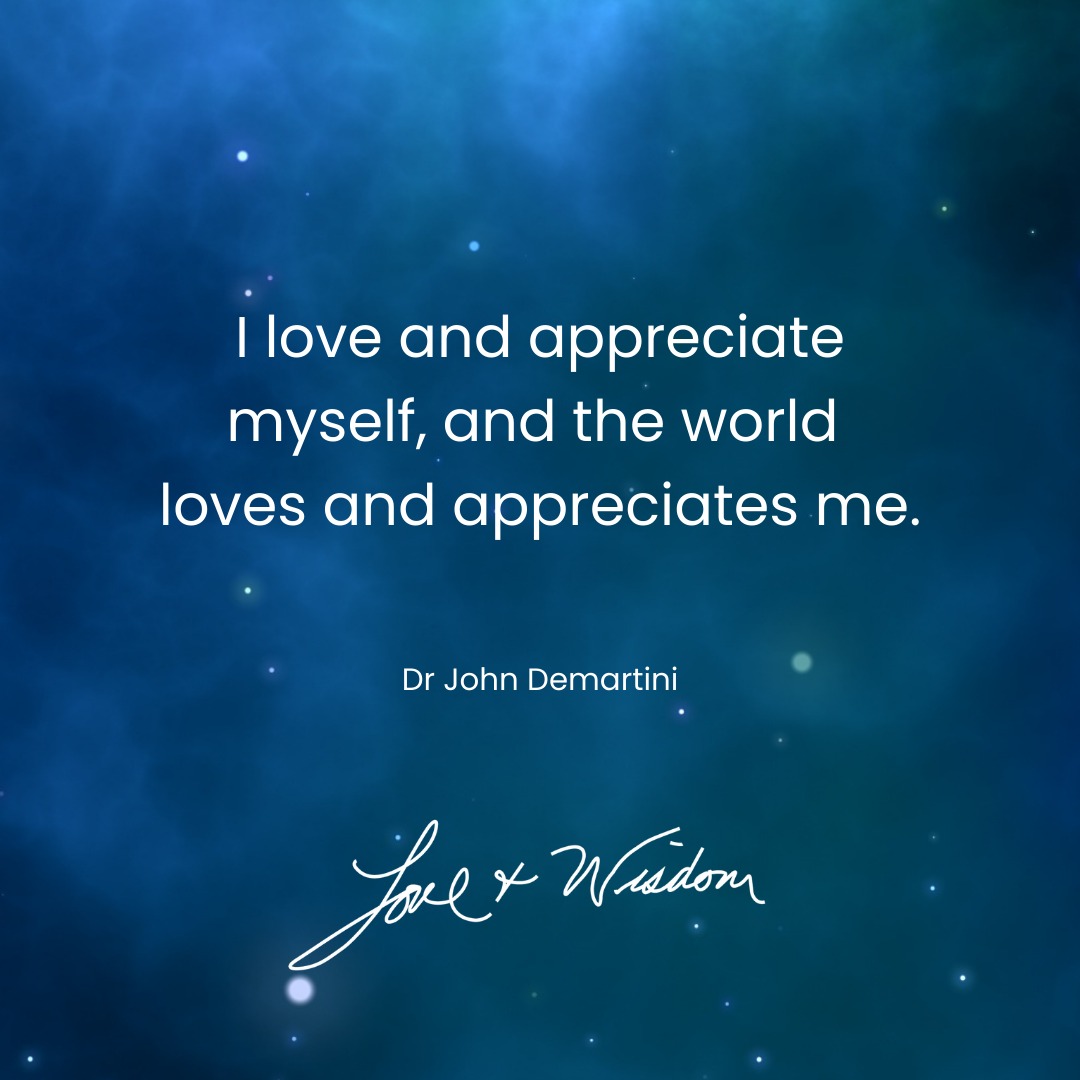 I love and appreciate
myself, and the world
loves and appreciates me.
Dr John Demartini
Love + Wisdom